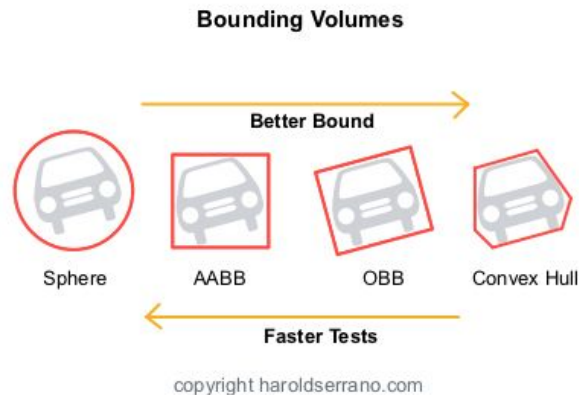 Bounding Volumes
Better Bound
Sphere
AABB
OBB
Convex Hull
Faster Tests
copyright haroldserrano.com